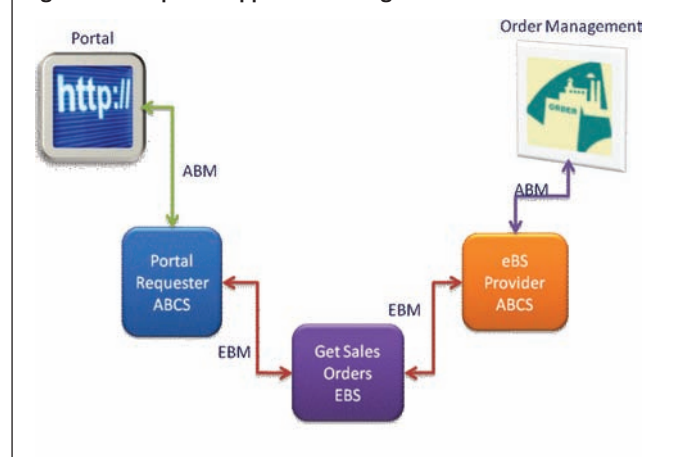 Portal
Order Management
http://
ORDER
ABM
ABM
Portal
Requester
ABCS
eBS
Provider
ABCS
EBM
EBM
Get Sales
Orders
EBS